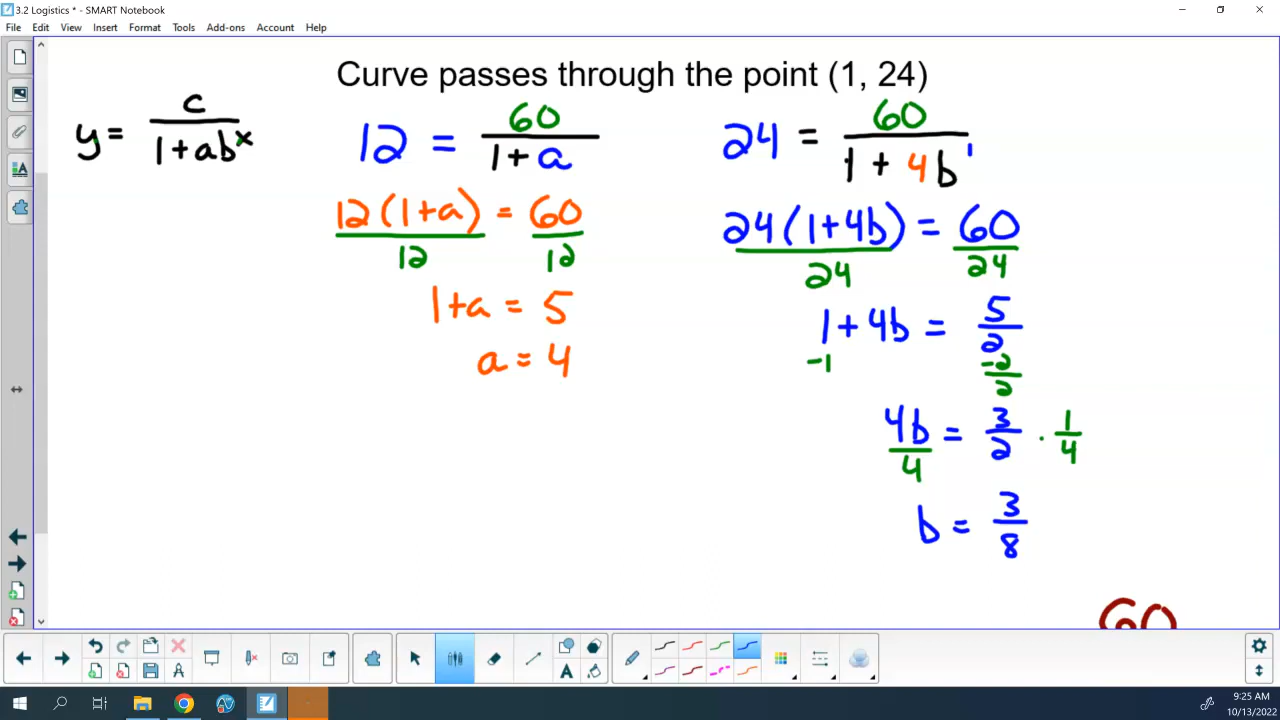 3.2 Logistics * - SMART Notebook
File Edit View Insert Format Tools Add-ons Account Help
Curve passes through the point (1, 24)
y = c / (1 + ab^x)
12 = 60 / (1 + a)
12(1+a) / 12 = 60 / 12
1+a = 5
a = 4
24 = 60 / (1 + 4b^1)
24(1+4b) / 24 = 60 / 24
1 + 4b = 5/2
-1 -2/2
4b/4 = 3/2 · 1/4
b = 3/8
60
9:25 AM
10/13/2022